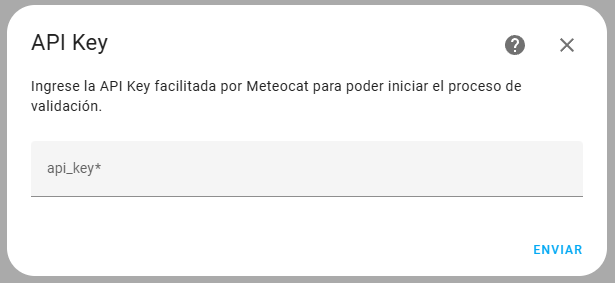 API Key
Ingrese la API Key facilitada por Meteocat para poder iniciar el proceso de
validación.
api_key*
ENVIAR